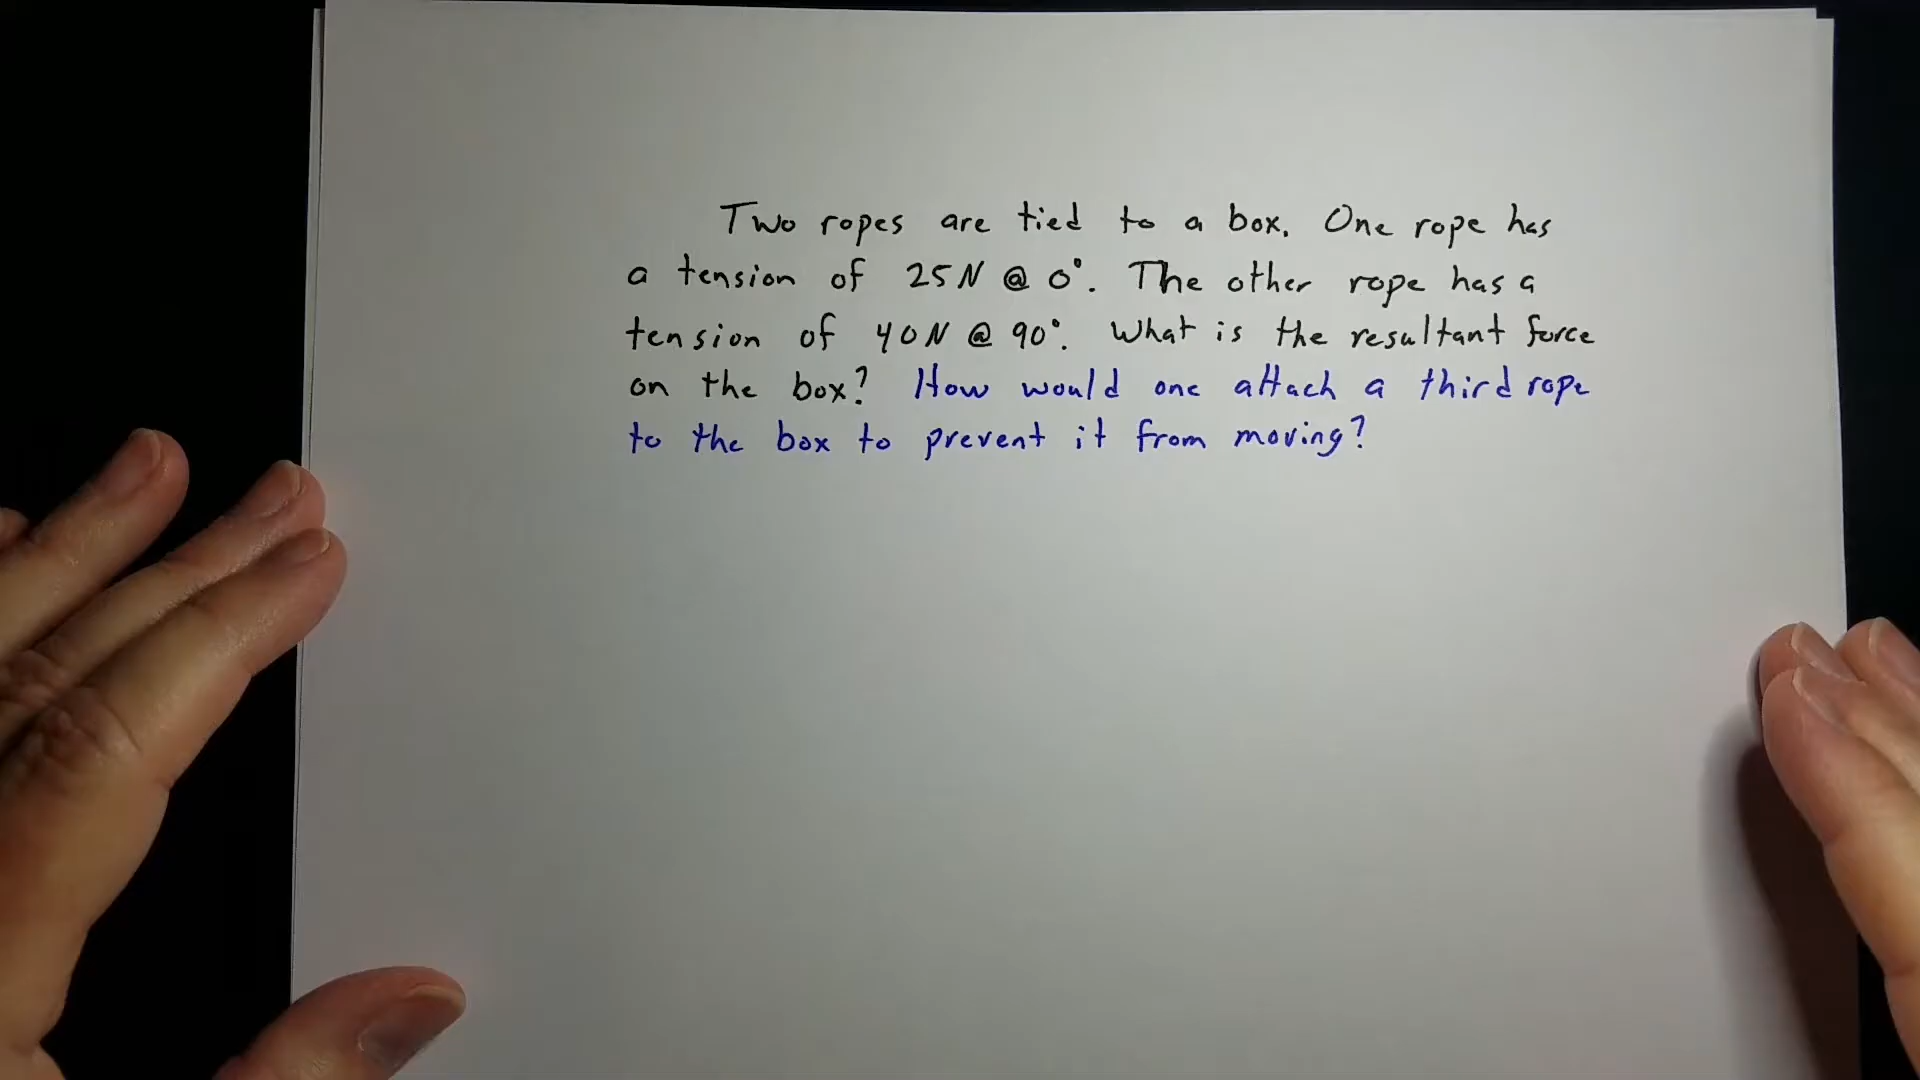 Two ropes are tied to a box. One rope has
a tension of 25N @ 0°. The other rope has a
tension of 40N @ 90°. What is the resultant force
on the box? How would one attach a third rope
to the box to prevent it from moving?